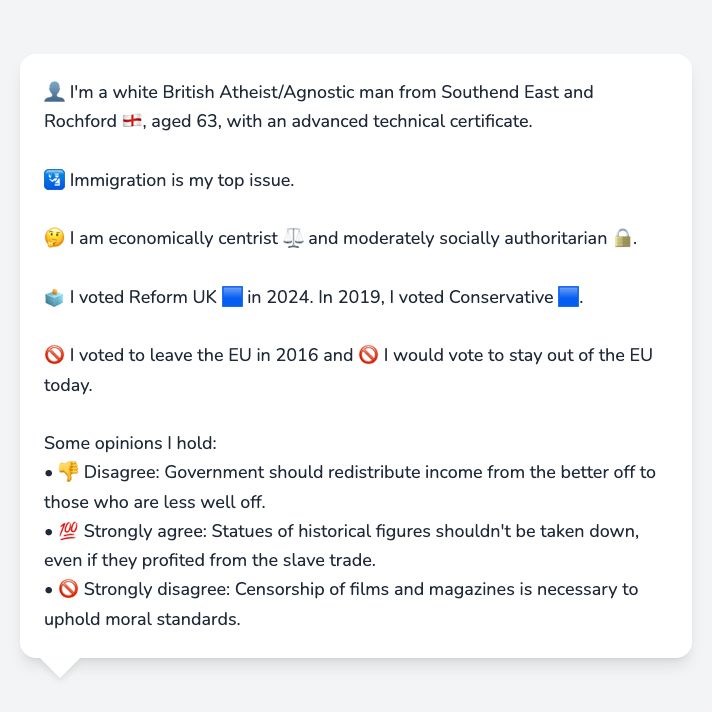 👤 I'm a white British Atheist/Agnostic man from Southend East and
Rochford 🏴󠁧󠁢󠁥󠁮󠁧󠁿, aged 63, with an advanced technical certificate.
🛂 Immigration is my top issue.
🤔 I am economically centrist ⚖️ and moderately socially authoritarian 🔒.
🗳️ I voted Reform UK 🟦 in 2024. In 2019, I voted Conservative 🟦.
🚫 I voted to leave the EU in 2016 and 🚫 I would vote to stay out of the EU
today.
Some opinions I hold:
• 👎 Disagree: Government should redistribute income from the better off to
those who are less well off.
• 💯 Strongly agree: Statues of historical figures shouldn't be taken down,
even if they profited from the slave trade.
• 🚫 Strongly disagree: Censorship of films and magazines is necessary to
uphold moral standards.